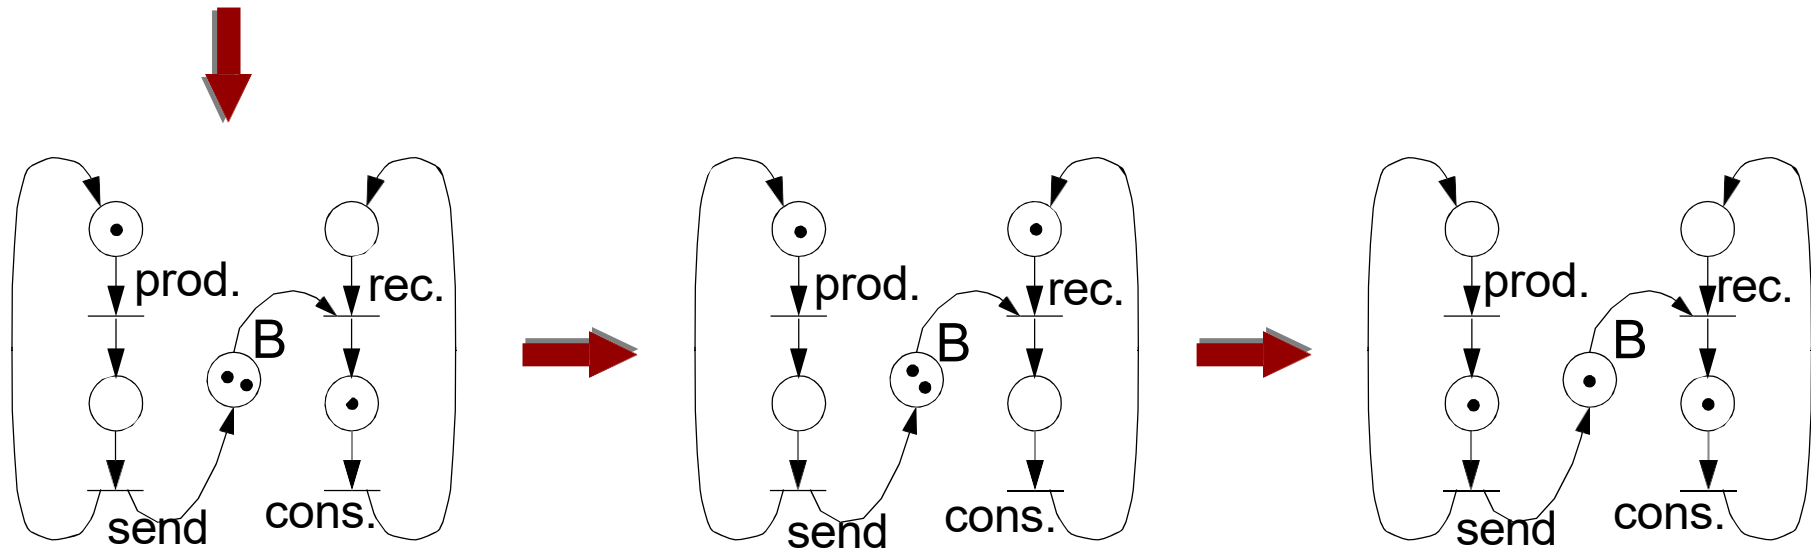 prod.
rec.
B
send
cons.
prod.
rec.
B
send
cons.
prod.
rec.
B
send
cons.